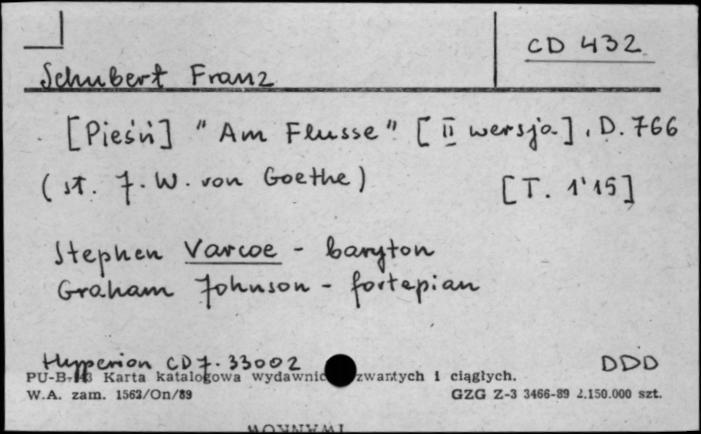 CD 432
Schubert Franz
[Pieśń] "Am Flusse" [II wersja], D. 766
(st. J. W. von Goethe) [T. 1'15]
Stephen Varcoe - baryton
Graham Johnson - fortepian
Hyperion CD J. 33002 DDD
Karta katalogowa wydawnic zwartych i ciągłych.
W.A. zam. 1563/On/89 GZG Z-3 3466-89 2.150.000 szt.